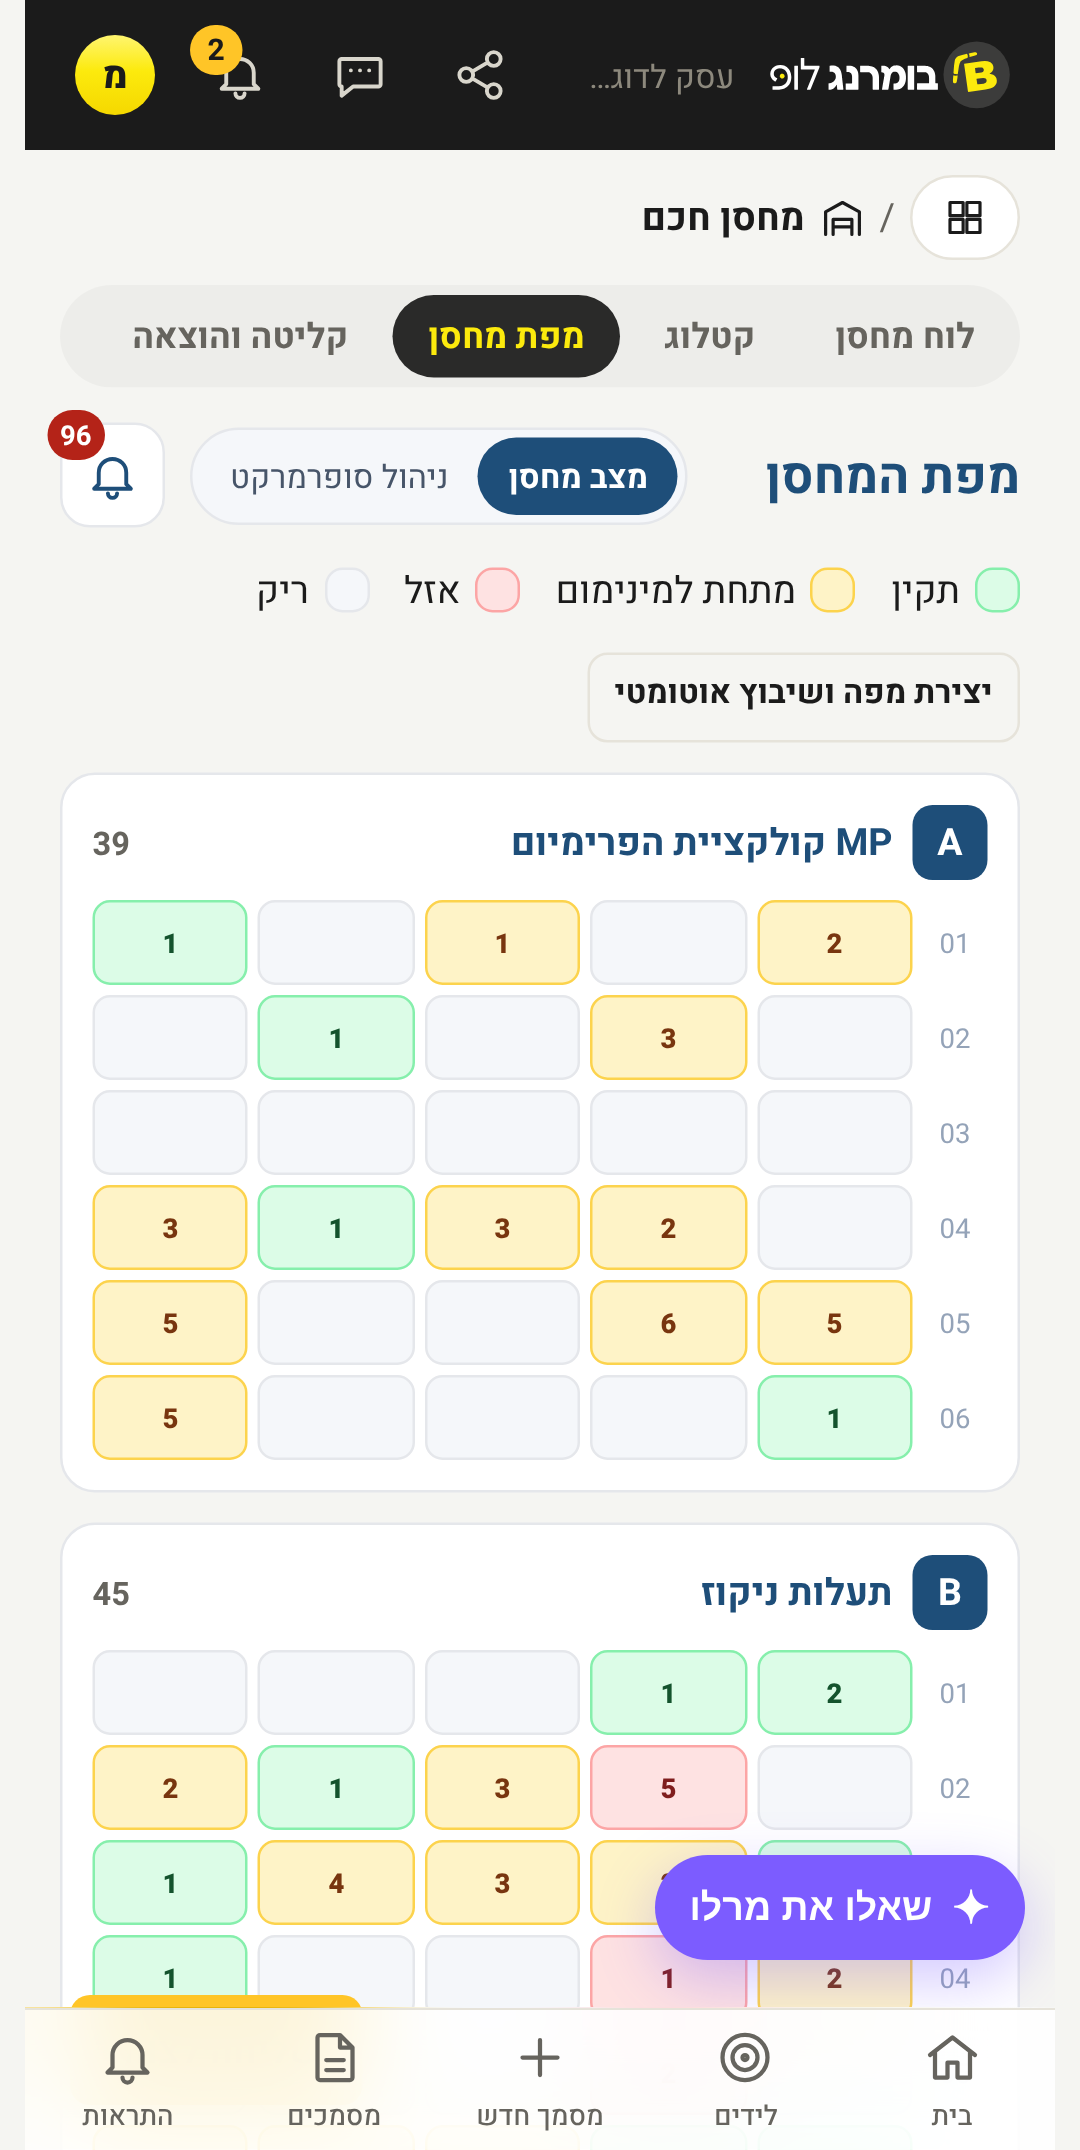 בומרנג לופ
עסק לדוג...
2
מ
/ מחסן חכם
לוח מחסן
קטלוג
מפת מחסן
קליטה והוצאה
מפת המחסן
מצב מחסן
ניהול סופרמרקט
96
תקין
מתחת למינימום
אזל
ריק
יצירת מפה ושיבוץ אוטומטי
A
MP קולקציית הפרימיום
39
01 2 1 1
02 3 1
03
04 2 3 1 3
05 5 6 5
06 1 5
B
תעלות ניקוז
45
01 2 1
02 5 3 1 2
3 4 1
04 2 1 1
שאלו את מרלו
בית
לידים
מסמך חדש
מסמכים
התראות